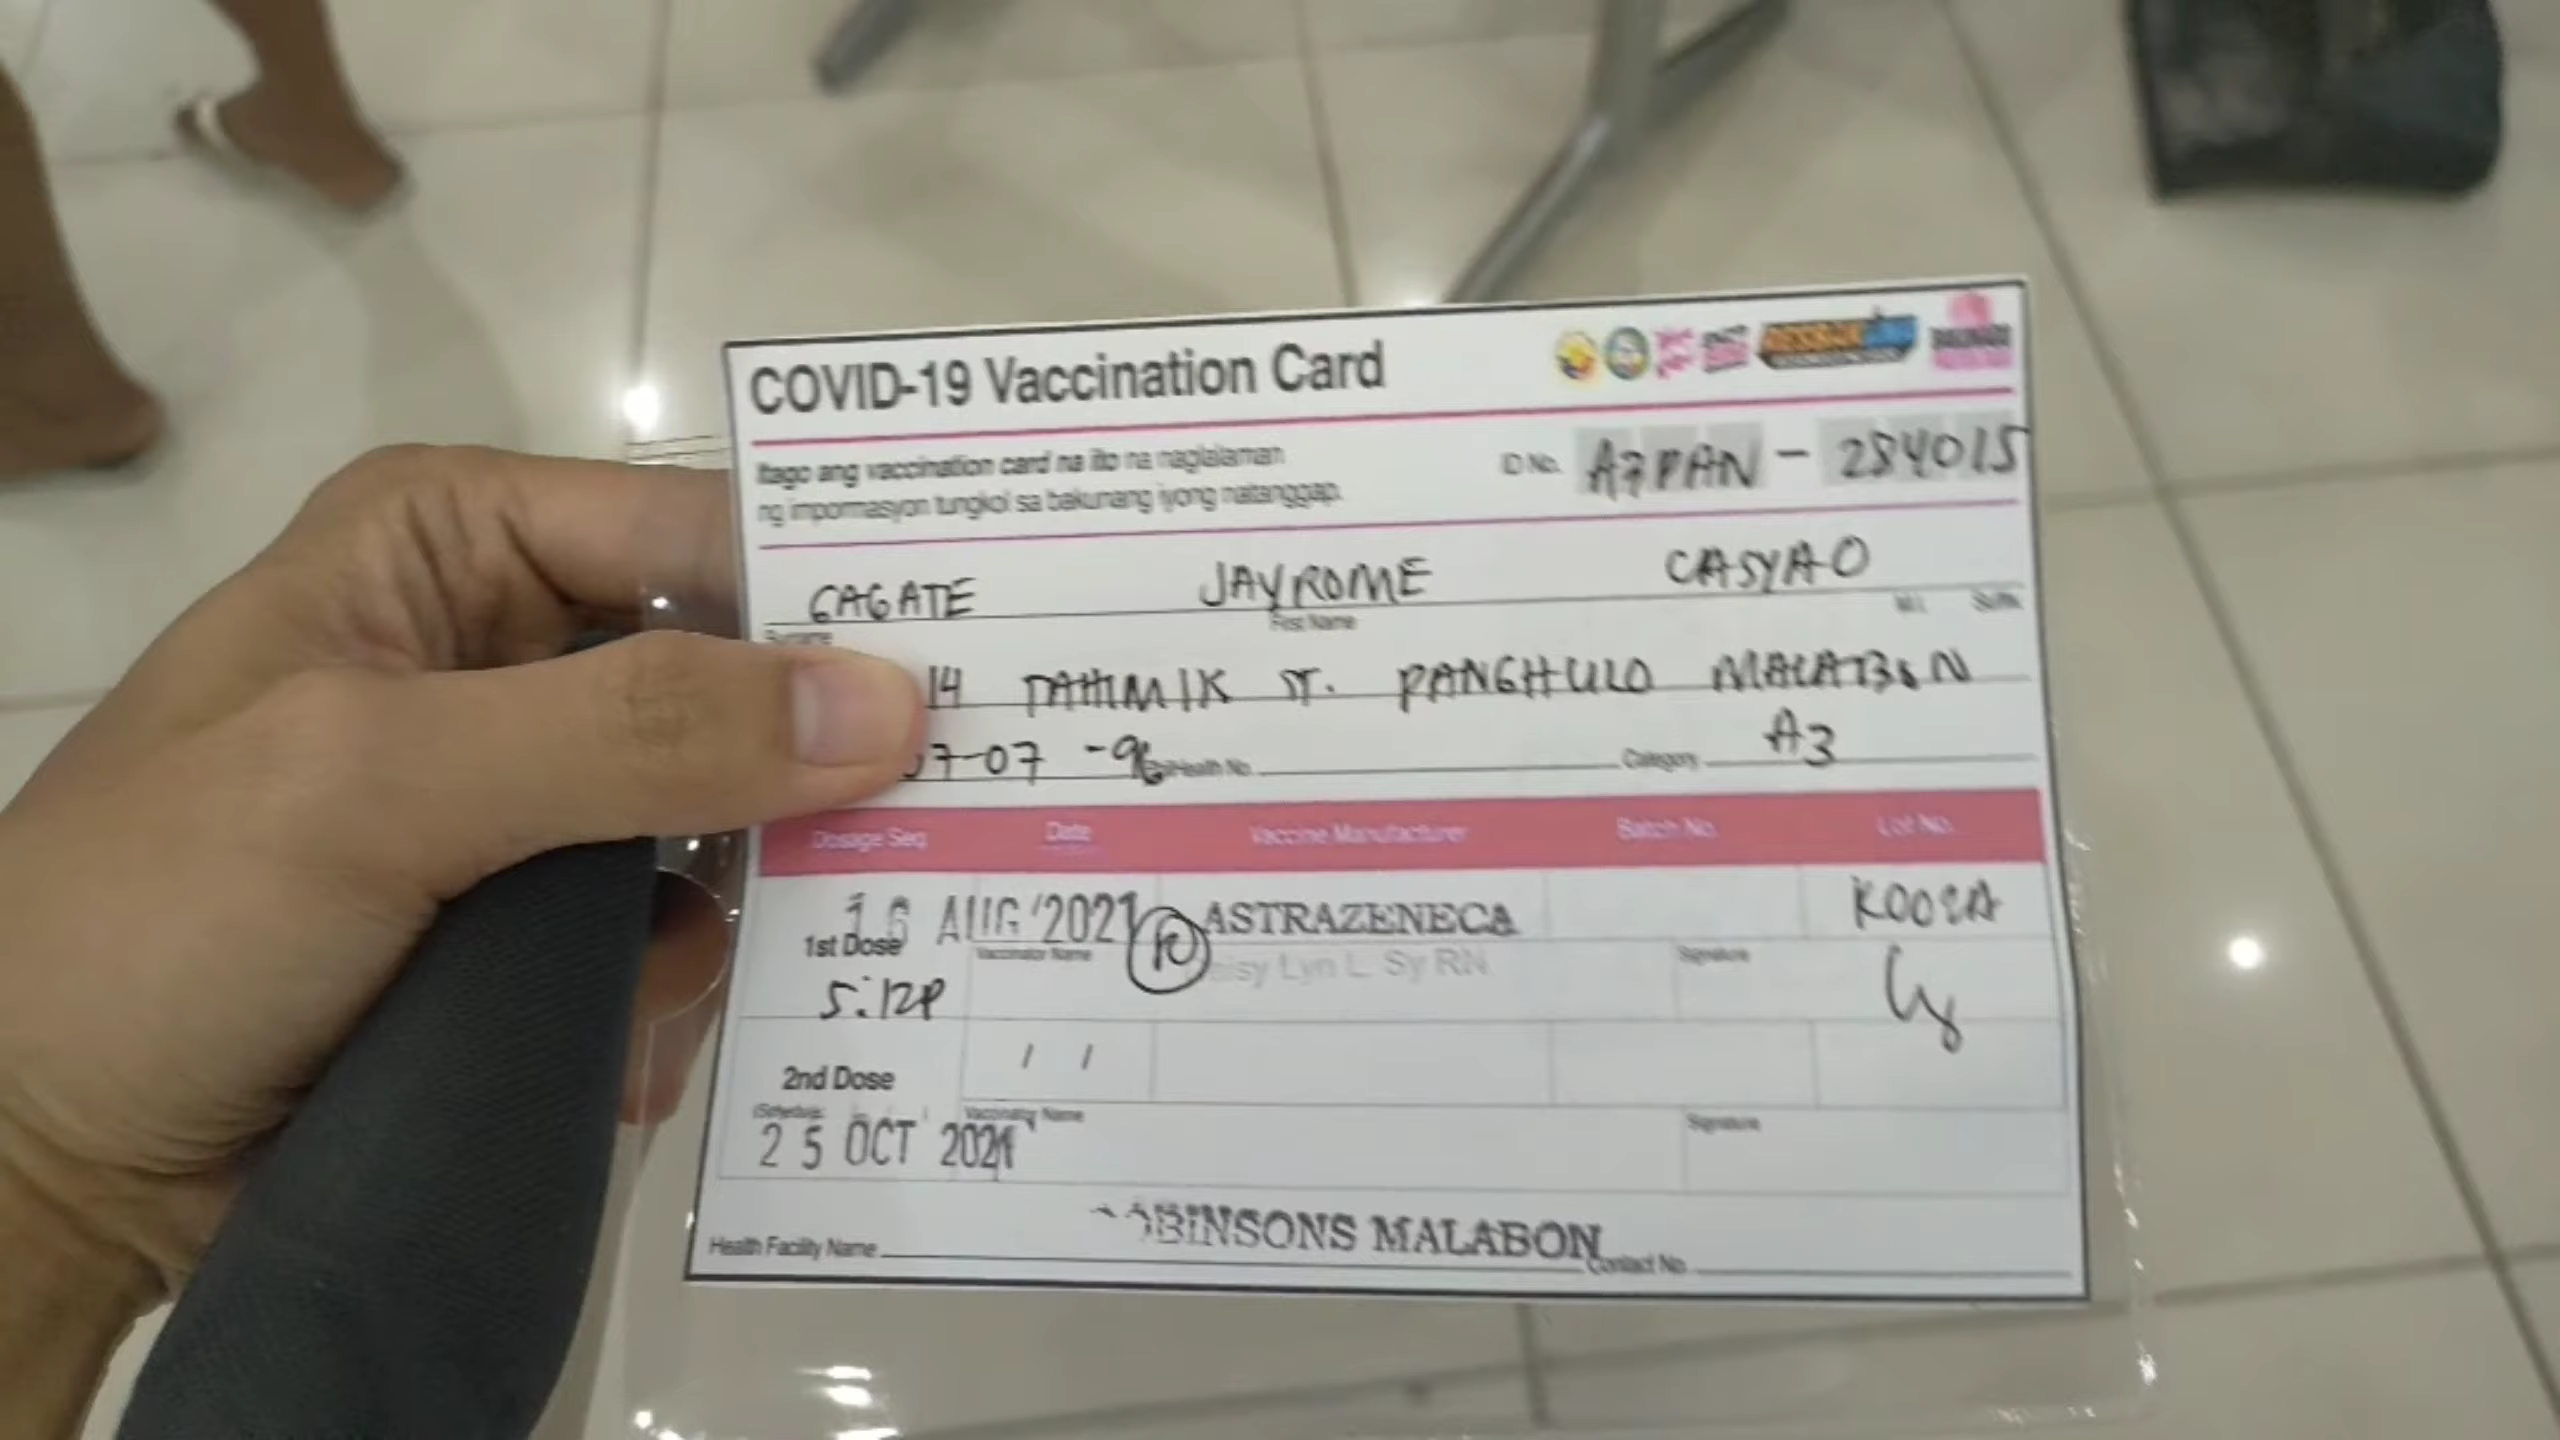 COVID-19 Vaccination Card
Itago ang vaccination card na ito na naglalaman
ng impormasyon tungkol sa bakunang iyong natanggap.
ID No. A3PAN - 284015
CAGATE JAYROME CASYAO
Surname First Name M.I. Suffix
14 TAHIMIK ST. PANGHULO MALABON
07-07 -96 PhilHealth No. Category A3
Dosage Seq. Date Vaccine Manufacturer Batch No. Lot No.
1st Dose 16 AUG '2021 ASTRAZENECA
Vaccinator Name Lyn L. Sy RN Signature
5:12P
2nd Dose / /
Schedule: Vaccinator Name Signature
25 OCT 2021
Health Facility Name OBINSONS MALABON Contact No.